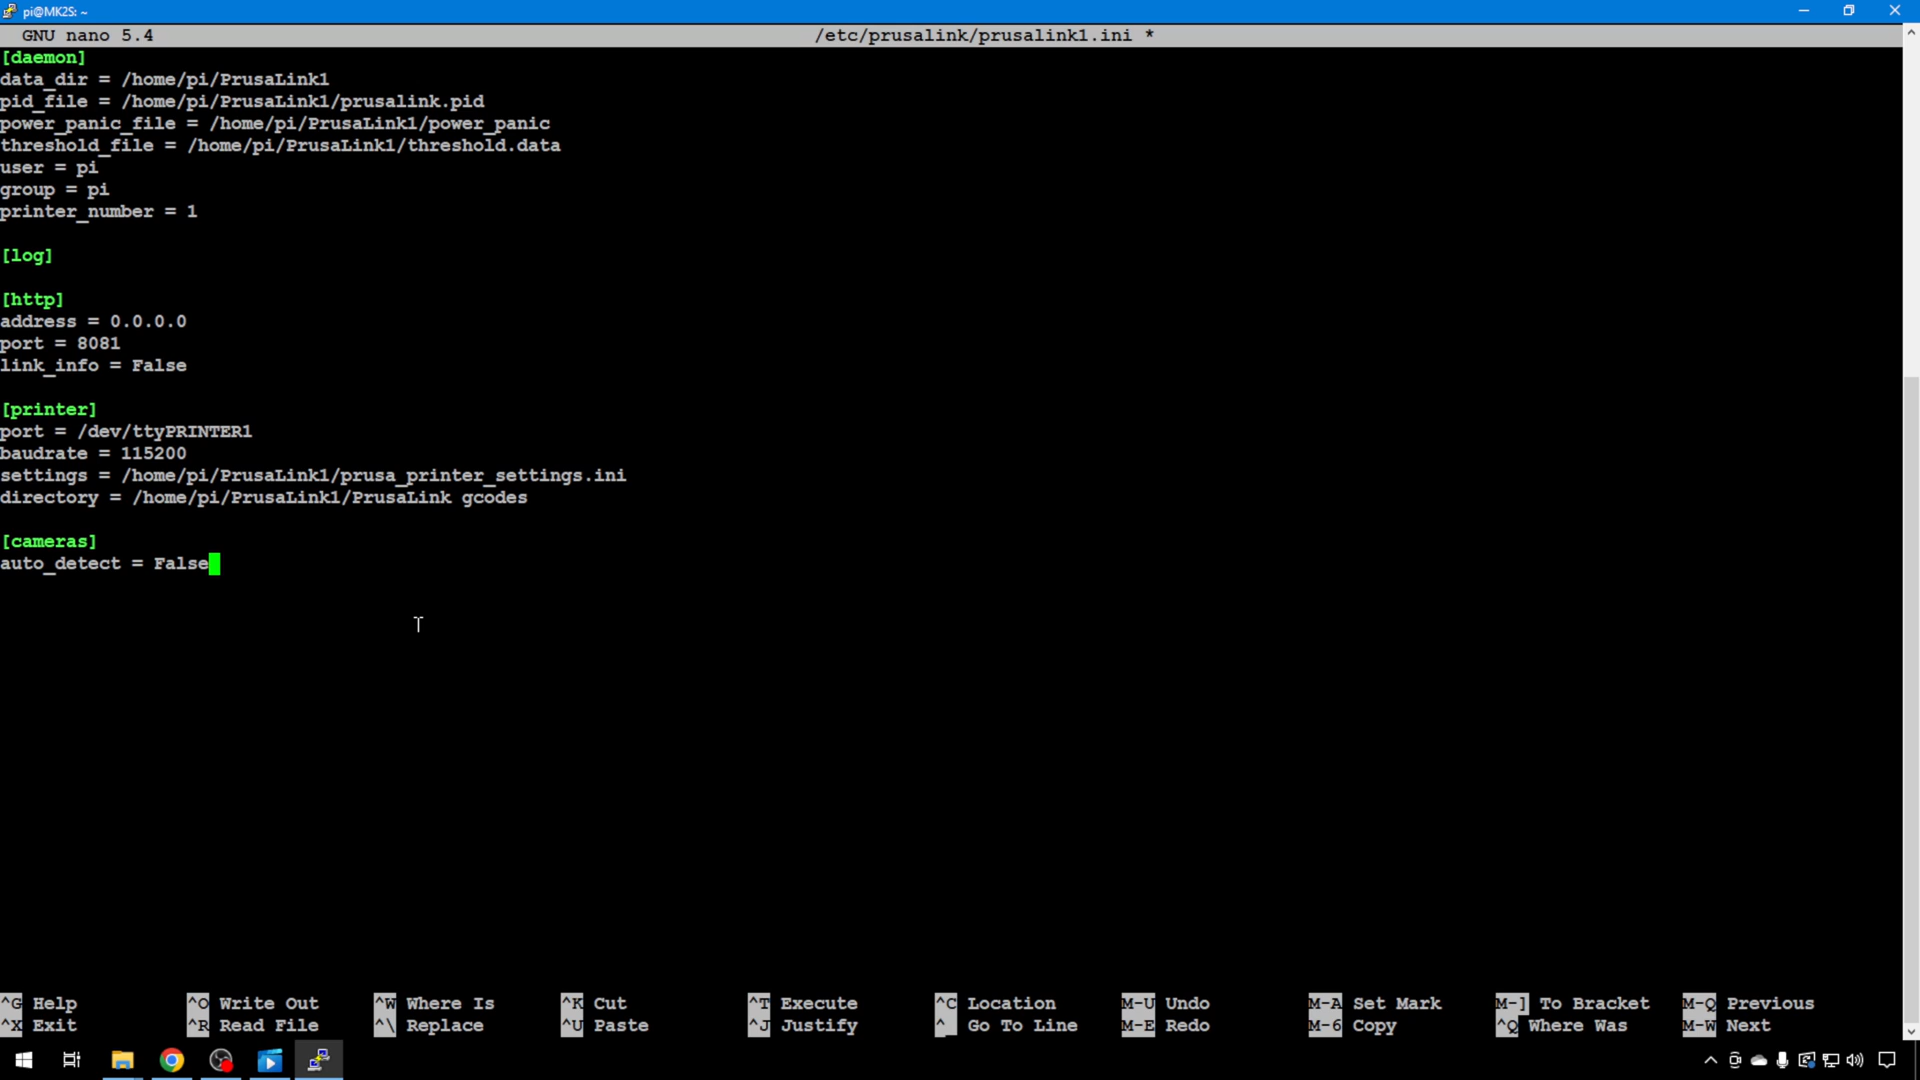 pi@MK2S: ~
GNU nano 5.4 /etc/prusalink/prusalink1.ini *
[daemon]
data_dir = /home/pi/PrusaLink1
pid_file = /home/pi/PrusaLink1/prusalink.pid
power_panic_file = /home/pi/PrusaLink1/power_panic
threshold_file = /home/pi/PrusaLink1/threshold.data
user = pi
group = pi
printer_number = 1
[log]
[http]
address = 0.0.0.0
port = 8081
link_info = False
[printer]
port = /dev/ttyPRINTER1
baudrate = 115200
settings = /home/pi/PrusaLink1/prusa_printer_settings.ini
directory = /home/pi/PrusaLink1/PrusaLink gcodes
[cameras]
auto_detect = False
^G Help ^O Write Out ^W Where Is ^K Cut ^T Execute ^C Location M-U Undo M-A Set Mark M-] To Bracket M-Q Previous
^X Exit ^R Read File ^\ Replace ^U Paste ^J Justify ^_ Go To Line M-E Redo M-6 Copy ^Q Where Was M-W Next